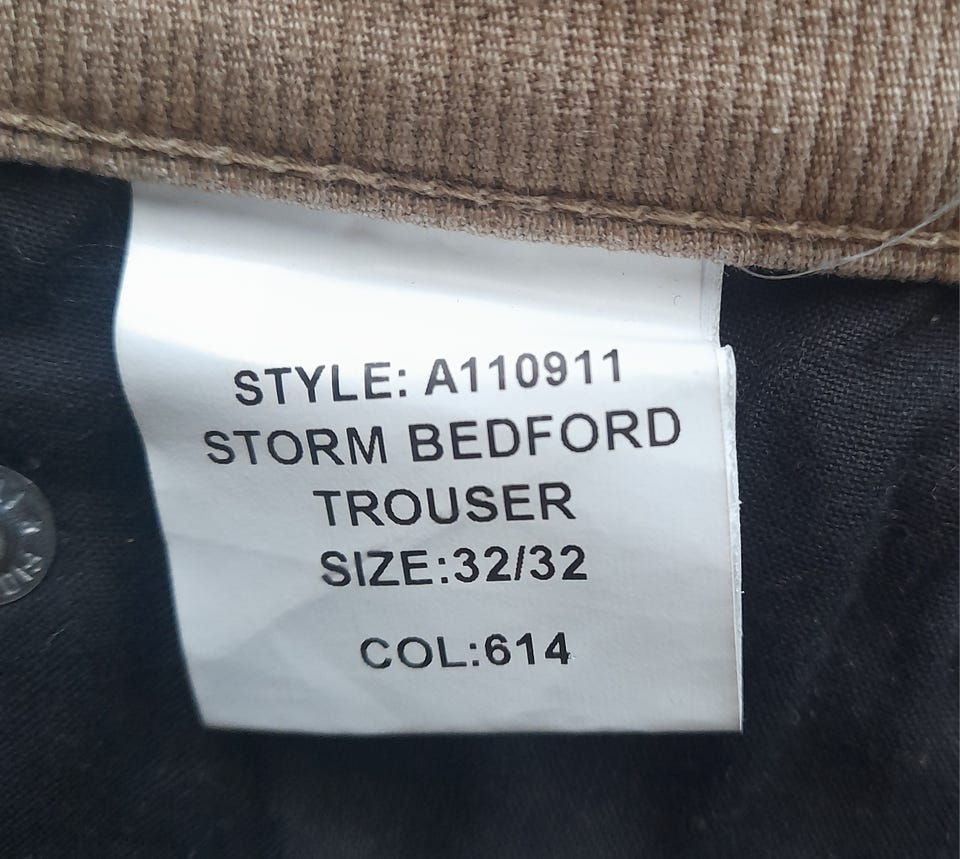 STYLE: A110911
STORM BEDFORD
TROUSER
SIZE:32/32
COL:614